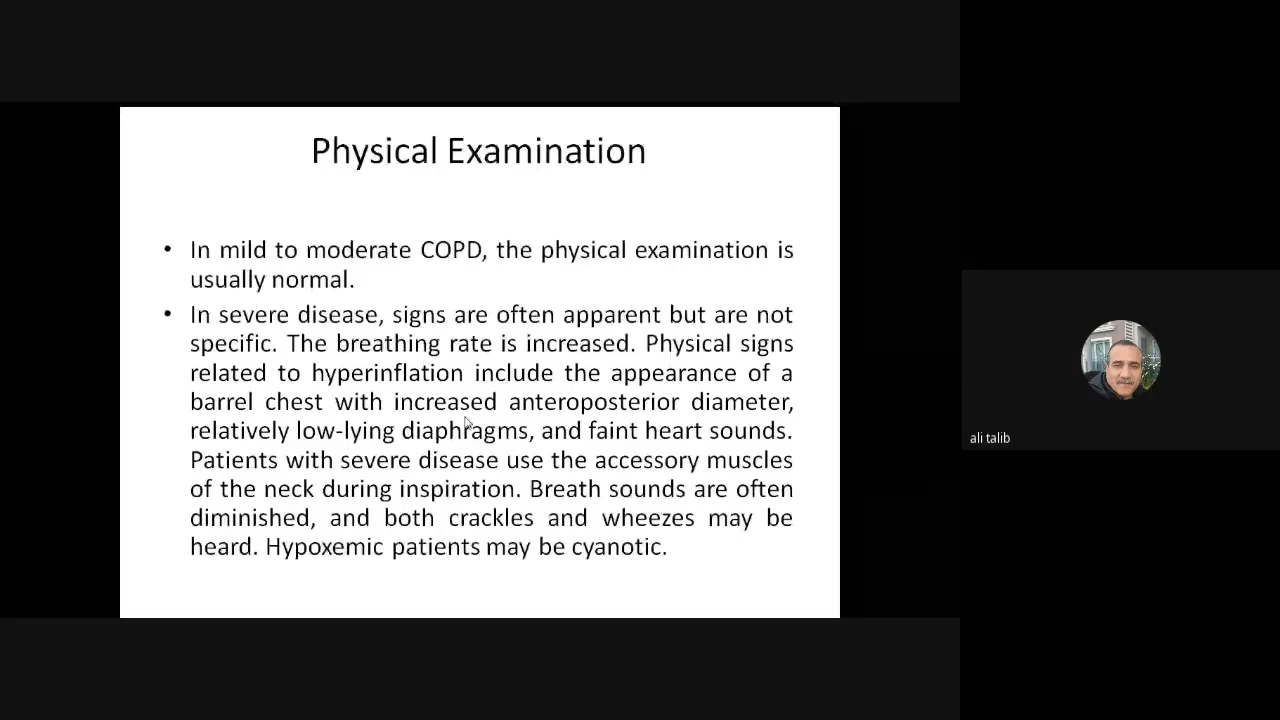 Physical Examination
• In mild to moderate COPD, the physical examination is
usually normal.
• In severe disease, signs are often apparent but are not
specific. The breathing rate is increased. Physical signs
related to hyperinflation include the appearance of a
barrel chest with increased anteroposterior diameter,
relatively low-lying diaphragms, and faint heart sounds.
Patients with severe disease use the accessory muscles
of the neck during inspiration. Breath sounds are often
diminished, and both crackles and wheezes may be
heard. Hypoxemic patients may be cyanotic.
ali talib